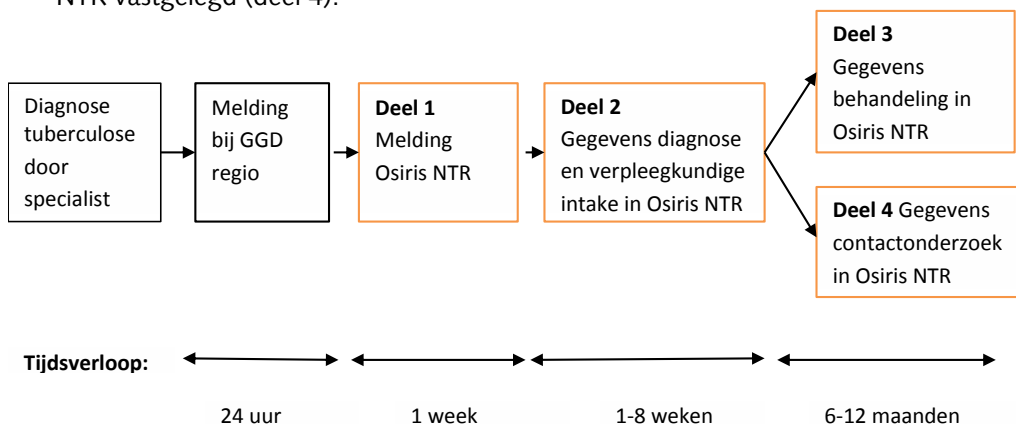 NTR vastgelegd (deel 4).
Diagnose
tuberculose
door
specialist
Melding
bij GGD
regio
Deel 1
Melding
Osiris NTR
Deel 2
Gegevens diagnose
en verpleegkundige
intake in Osiris NTR
Deel 3
Gegevens
behandeling in
Osiris NTR
Deel 4 Gegevens
contactonderzoek
in Osiris NTR
Tijdsverloop:
24 uur
1 week
1-8 weken
6-12 maanden